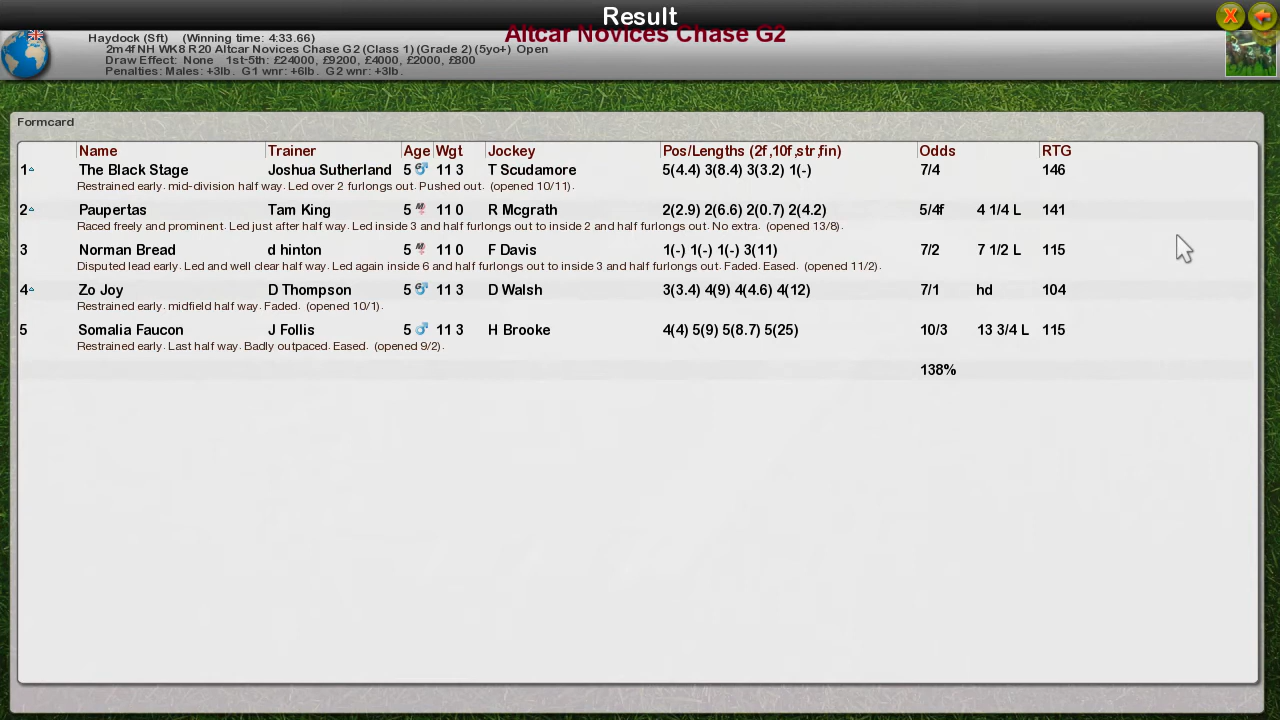 Result
Altcar Novices Chase G2
Haydock (Sft) (Winning time: 4:33.66)
2m4f NH WK8 R20 Altcar Novices Chase G2 (Class 1) (Grade 2) (5yo+) Open
Draw Effect: None 1st-5th: £24000, £9200, £4000, £2000, £800
Penalties: Males: +3lb. G1 wnr: +6lb. G2 wnr: +3lb.
Formcard
Name Trainer Age Wgt Jockey Pos/Lengths (2f,10f,str,fin) Odds RTG
1 The Black Stage Joshua Sutherland 5 11 3 T Scudamore 5(4.4) 3(8.4) 3(3.2) 1(-) 7/4 146
Restrained early. mid-division half way. Led over 2 furlongs out. Pushed out. (opened 10/11).
2 Paupertas Tam King 5 11 0 R Mcgrath 2(2.9) 2(6.6) 2(0.7) 2(4.2) 5/4f 4 1/4 L 141
Raced freely and prominent. Led just after half way. Led inside 3 and half furlongs out to inside 2 and half furlongs out. No extra. (opened 13/8).
3 Norman Bread d hinton 5 11 0 F Davis 1(-) 1(-) 1(-) 3(11) 7/2 7 1/2 L 115
Disputed lead early. Led and well clear half way. Led again inside 6 and half furlongs out to inside 3 and half furlongs out. Faded. Eased. (opened 11/2).
4 Zo Joy D Thompson 5 11 3 D Walsh 3(3.4) 4(9) 4(4.6) 4(12) 7/1 hd 104
Restrained early. midfield half way. Faded. (opened 10/1).
5 Somalia Faucon J Follis 5 11 3 H Brooke 4(4) 5(9) 5(8.7) 5(25) 10/3 13 3/4 L 115
Restrained early. Last half way. Badly outpaced. Eased. (opened 9/2).
138%